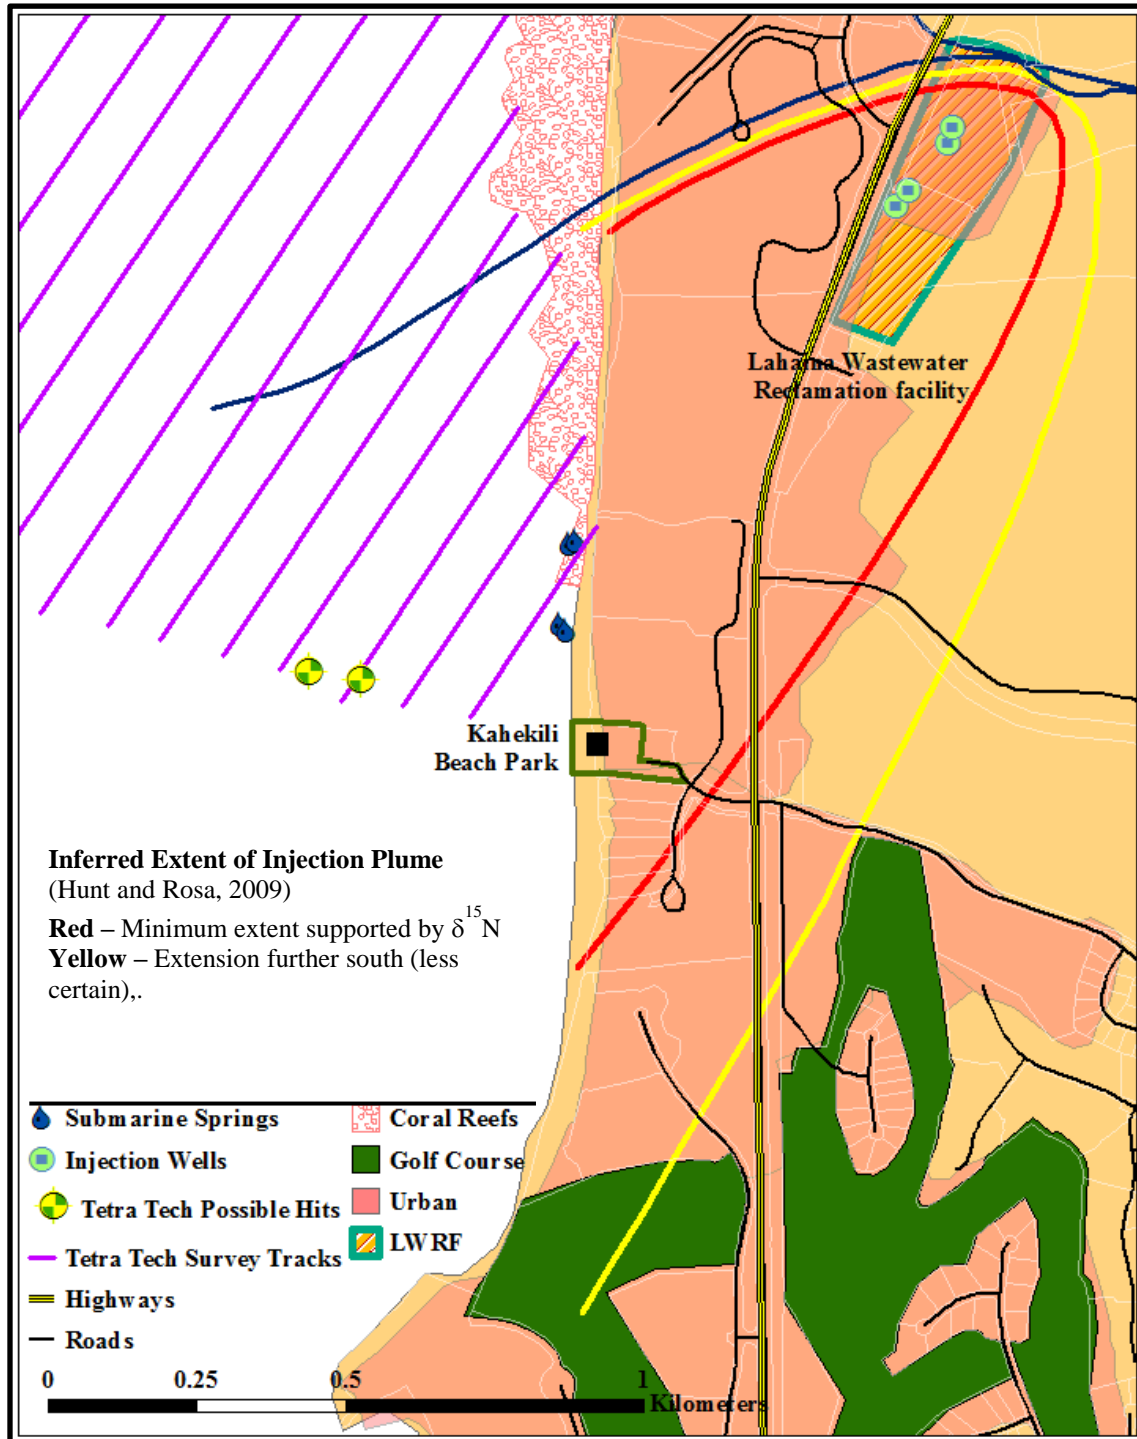 Lahaina Wastewater
Reclamation facility
Kahekili
Beach Park
Inferred Extent of Injection Plume
(Hunt and Rosa, 2009)
Red – Minimum extent supported by δ15N
Yellow – Extension further south (less
certain),.
Submarine Springs
Injection Wells
Tetra Tech Possible Hits
Tetra Tech Survey Tracks
Highways
Roads
Coral Reefs
Golf Course
Urban
LWRF
0 0.25 0.5 1
Kilometers